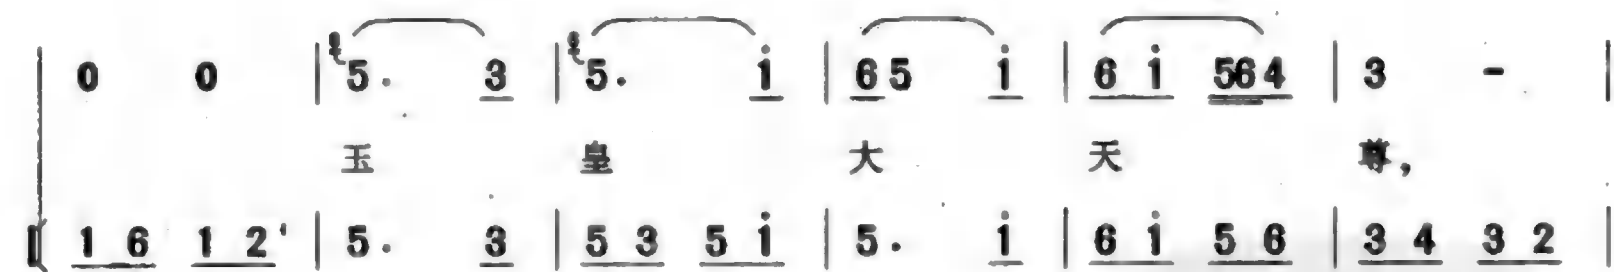 0 0 | 5. 3 | 5. i | 65 i | 6 i 564 | 3 - |
玉 皇 大 天 尊，
1 6 1 2 | 5. 3 | 5 3 5 i | 5. i | 6 i 5 6 | 3 4 3 2 |